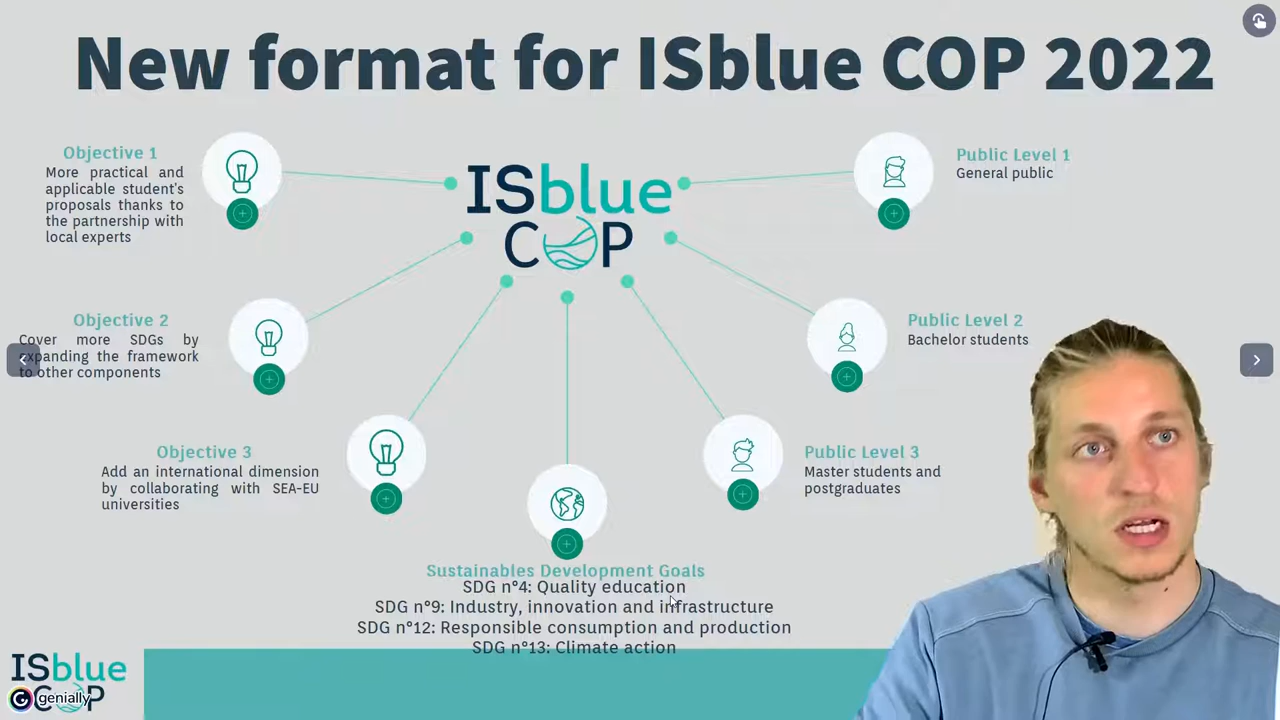 New format for ISblue COP 2022
Objective 1
More practical and
applicable student's
proposals thanks to
the partnership with
local experts
ISblue
COP
Public Level 1
General public
Objective 2
Cover more SDGs by
expanding the framework
to other components
Public Level 2
Bachelor students
Objective 3
Add an international dimension
by collaborating with SEA-EU
universities
Public Level 3
Master students and
postgraduates
Sustainables Development Goals
SDG n°4: Quality education
SDG n°9: Industry, innovation and infrastructure
SDG n°12: Responsible consumption and production
SDG n°13: Climate action
ISblue
COP
genially